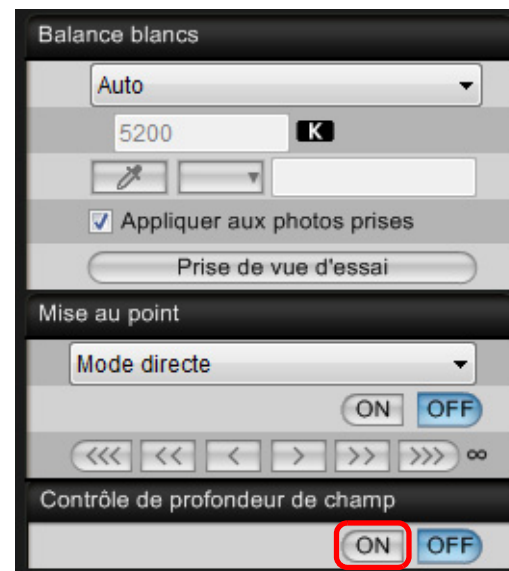 Balance blancs
Auto
5200 K
Appliquer aux photos prises
Prise de vue d'essai
Mise au point
Mode directe
ON OFF
<<< << < > >> >>> ∞
Contrôle de profondeur de champ
ON OFF